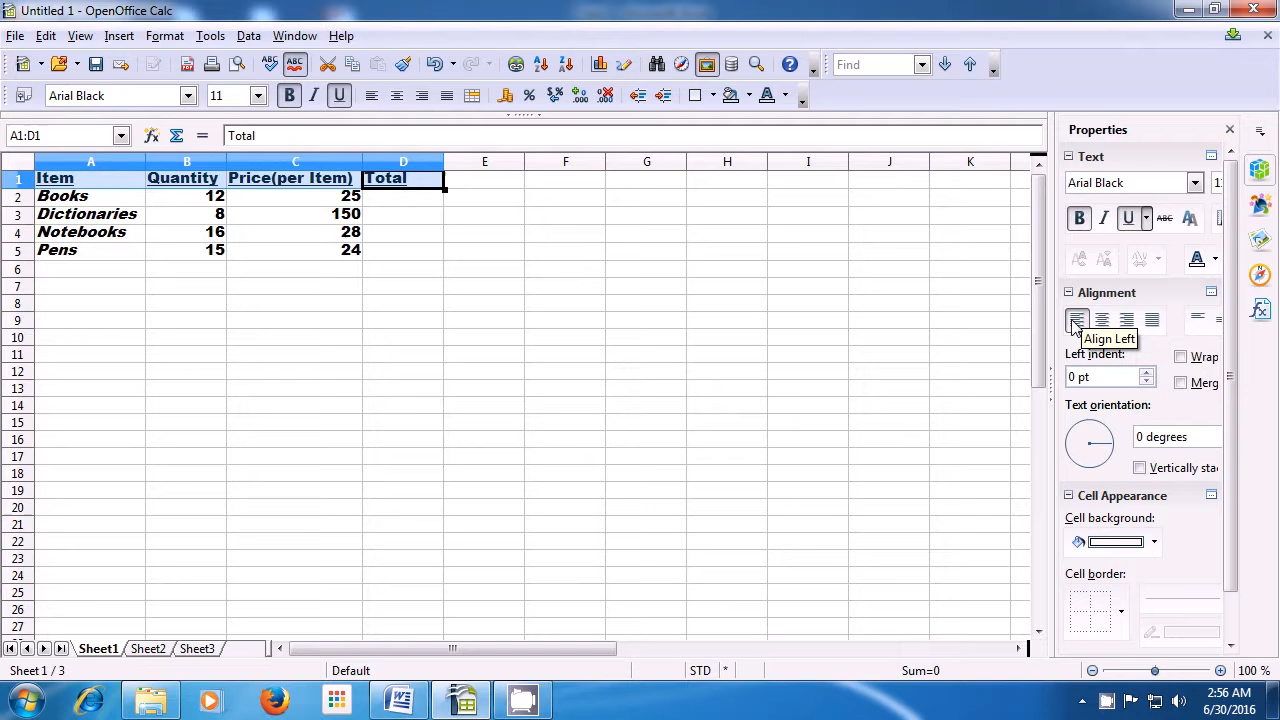 Untitled 1 - OpenOffice Calc
File Edit View Insert Format Tools Data Window Help
ABC ABC Find
Arial Black 11 B I U
A1:D1 Total
A B C D E F G H I J K
1 Item Quantity Price(per Item) Total
2 Books 12 25
3 Dictionaries 8 150
4 Notebooks 16 28
5 Pens 15 24
6
7
8
9
10
11
12
13
14
15
16
17
18
19
20
21
22
23
24
25
26
27
Properties
Text
Arial Black
B I U ABC
Alignment
Align Left
Left indent:
Wrap
0 pt
Merg
Text orientation:
0 degrees
Vertically stac
Cell Appearance
Cell background:
Cell border:
Sheet1 Sheet2 Sheet3
Sheet 1 / 3 Default STD * Sum=0 100 %
2:56 AM
6/30/2016